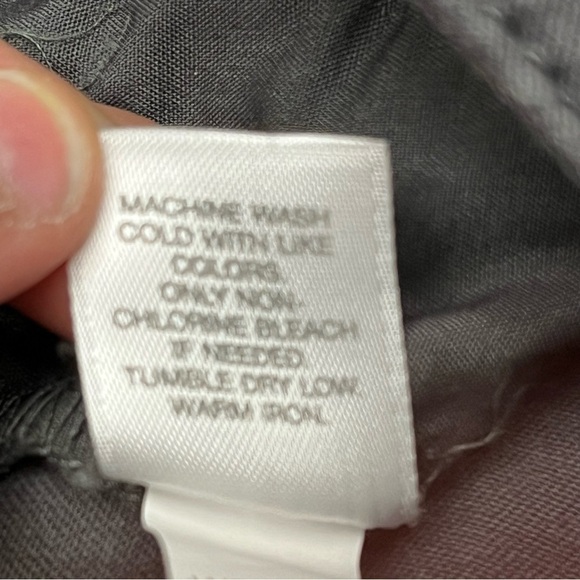 MACHINE WASH
COLD WITH LIKE
COLORS.
ONLY NON-
CHLORINE BLEACH
IF NEEDED
TUMBLE DRY LOW.
WARM IRON.